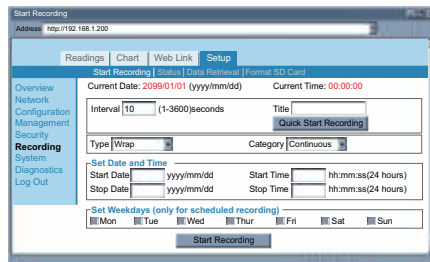 Start Recording
Address http://192.168.1.200
Readings Chart Web Link Setup
Start Recording | Status | Data Retrieval | Format SD Card
Overview
Network
Configuration
Management
Security
Recording
System
Diagnostics
Log Out
Current Date: 2099/01/01 (yyyy/mm/dd) Current Time: 00:00:00
Interval 10 (1-3600)seconds Title
Quick Start Recording
Type Wrap Category Continuous
Set Date and Time
Start Date yyyy/mm/dd Start Time hh:mm:ss(24 hours)
Stop Date yyyy/mm/dd Stop Time hh:mm:ss(24 hours)
Set Weekdays (only for scheduled recording)
Mon Tue Wed Thur Fri Sat Sun
Start Recording